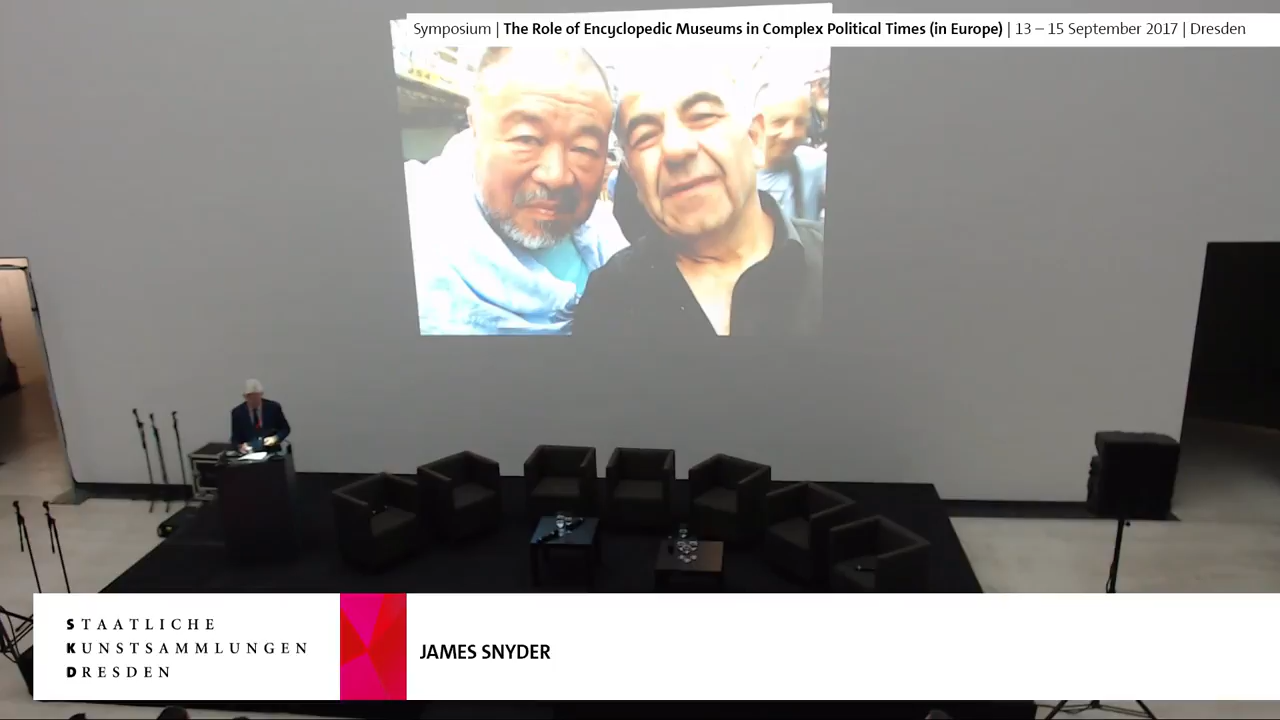 Symposium | The Role of Encyclopedic Museums in Complex Political Times (in Europe) | 13 – 15 September 2017 | Dresden
STAATLICHE
KUNSTSAMMLUNGEN
DRESDEN
JAMES SNYDER